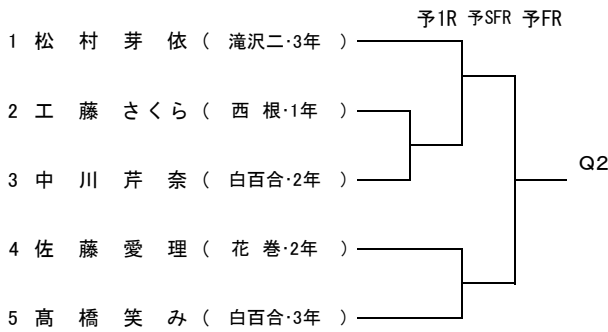 予1R 予SFR 予FR
1 松 村 芽 依 ( 滝沢二・3年 )
2 工 藤 さくら ( 西 根・1年 )
3 中 川 芹 奈 ( 白百合・2年 )
Q2
4 佐 藤 愛 理 ( 花 巻・2年 )
5 髙 橋 笑 み ( 白百合・3年 )